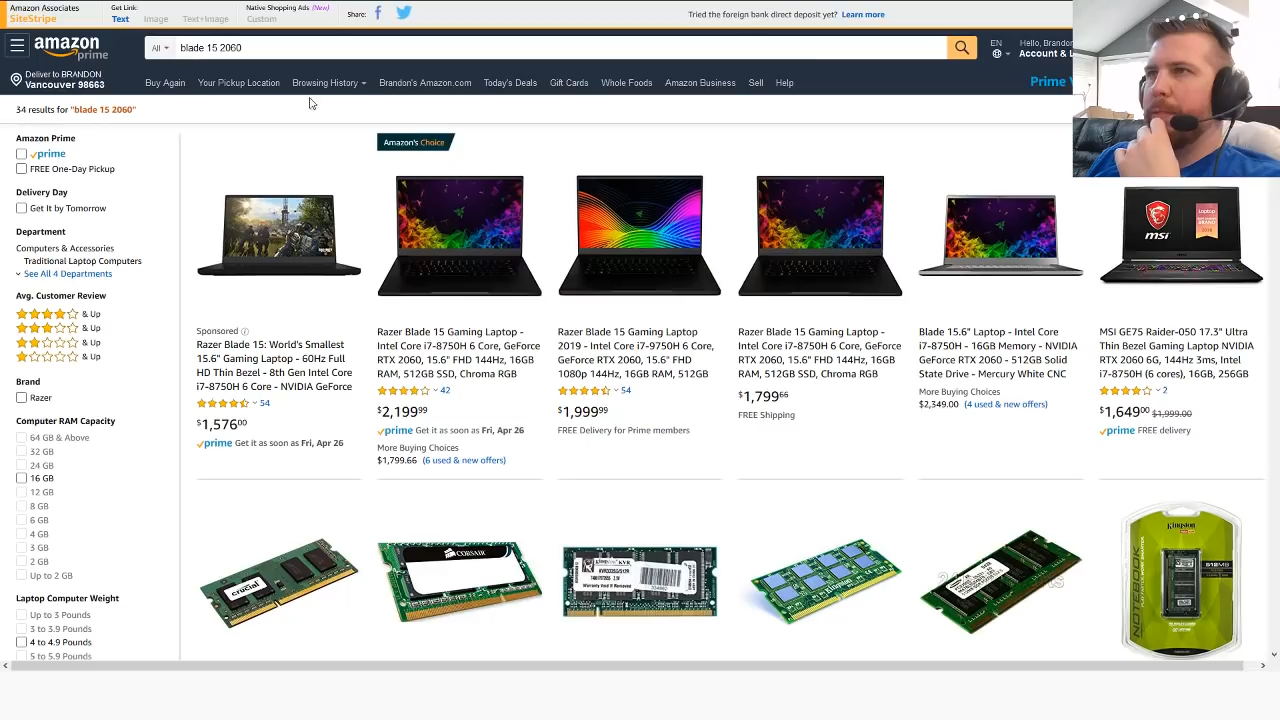 Amazon Associates
SiteStripe
Get Link:
Text Image Text+Image
Native Shopping Ads (New)
Custom
Share:
Tried the foreign bank direct deposit yet? Learn more
amazon
prime
All
blade 15 2060
EN
Hello, Brandon
Account & L
Deliver to BRANDON
Vancouver 98663
Buy Again Your Pickup Location Browsing History Brandon's Amazon.com Today's Deals Gift Cards Whole Foods Amazon Business Sell Help
Prime V
34 results for "blade 15 2060"
Amazon Prime
prime
FREE One-Day Pickup
Delivery Day
Get It by Tomorrow
Department
Computers & Accessories
Traditional Laptop Computers
See All 4 Departments
Avg. Customer Review
& Up
& Up
& Up
& Up
Brand
Razer
Computer RAM Capacity
64 GB & Above
32 GB
24 GB
16 GB
12 GB
8 GB
6 GB
4 GB
3 GB
2 GB
Up to 2 GB
Laptop Computer Weight
Up to 3 Pounds
3 to 3.9 Pounds
4 to 4.9 Pounds
5 to 5.9 Pounds
Sponsored
Razer Blade 15: World's Smallest
15.6" Gaming Laptop - 60Hz Full
HD Thin Bezel - 8th Gen Intel Core
i7-8750H 6 Core - NVIDIA GeForce
54
$1,576.00
prime Get it as soon as Fri, Apr 26
Amazon's Choice
Razer Blade 15 Gaming Laptop -
Intel Core i7-8750H 6 Core, GeForce
RTX 2060, 15.6" FHD 144Hz, 16GB
RAM, 512GB SSD, Chroma RGB
42
$2,199.99
prime Get it as soon as Fri, Apr 26
More Buying Choices
$1,799.66 (6 used & new offers)
Razer Blade 15 Gaming Laptop
2019 - Intel Core i7-9750H 6 Core,
GeForce RTX 2060, 15.6" FHD
1080p 144Hz, 16GB RAM, 512GB
54
$1,999.99
FREE Delivery for Prime members
Razer Blade 15 Gaming Laptop -
Intel Core i7-8750H 6 Core, GeForce
RTX 2060, 15.6" FHD 144Hz, 16GB
RAM, 512GB SSD, Chroma RGB
$1,799.66
FREE Shipping
Blade 15.6" Laptop - Intel Core
i7-8750H - 16GB Memory - NVIDIA
GeForce RTX 2060 - 512GB Solid
State Drive - Mercury White CNC
More Buying Choices
$2,349.00 (4 used & new offers)
msi
MSI GE75 Raider-050 17.3" Ultra
Thin Bezel Gaming Laptop NVIDIA
RTX 2060 6G, 144Hz 3ms, Intel
i7-8750H (6 cores), 16GB, 256GB
2
$1,649.00 $1,999.00
prime FREE delivery
crucial
CORSAIR
Kingston
512MB
NOTEBOOK